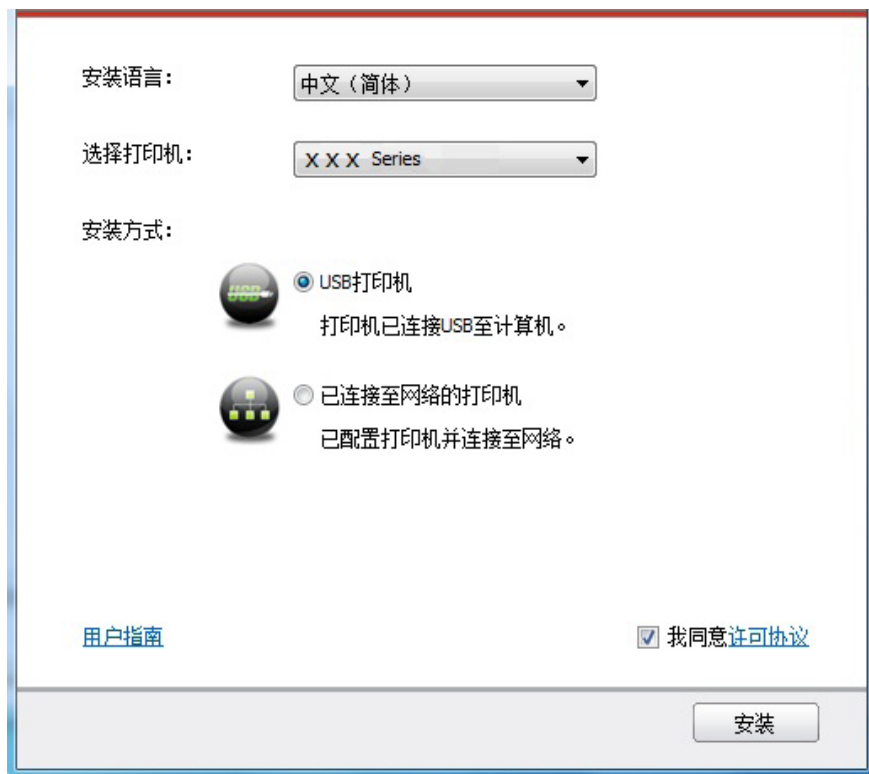 安装语言：
中文（简体）
选择打印机：
X X X Series
安装方式：
USB
USB打印机
打印机已连接USB至计算机。
已连接至网络的打印机
已配置打印机并连接至网络。
用户指南
我同意许可协议
安装